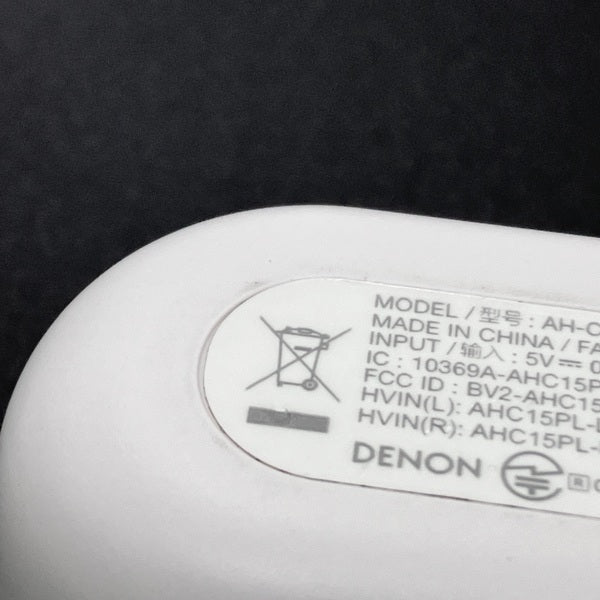 MODEL / 型号 : AH-C
MADE IN CHINA / FA
INPUT / 输入 : 5V⎓0
IC : 10369A-AHC15P
FCC ID : BV2-AHC15
HVIN(L): AHC15PL-L
HVIN(R): AHC15PL-
DENON
R